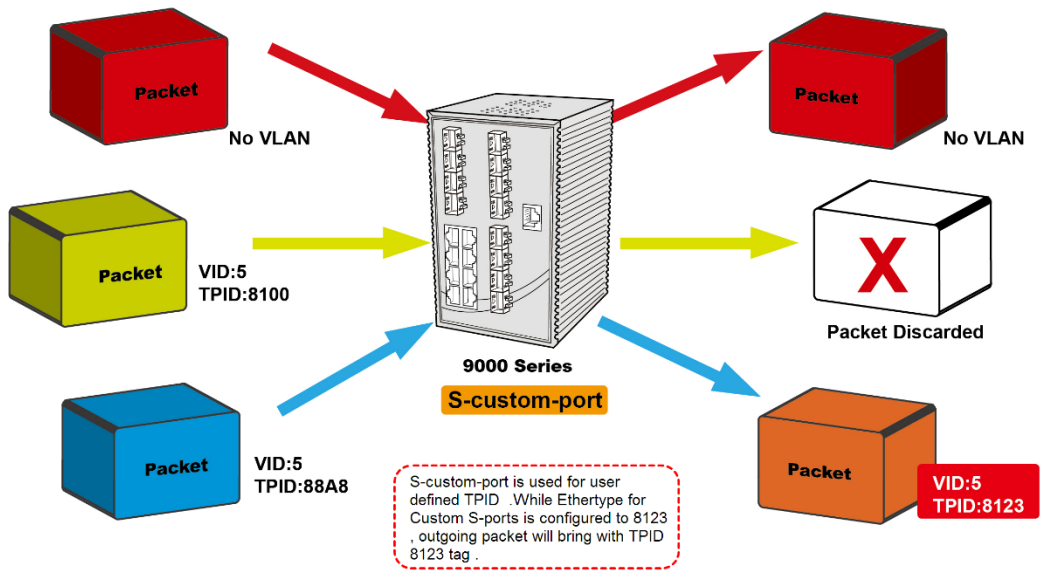 Packet
No VLAN
Packet
No VLAN
Packet
VID:5
TPID:8100
X
Packet Discarded
9000 Series
S-custom-port
Packet
VID:5
TPID:88A8
S-custom-port is used for user
defined TPID .While Ethertype for
Custom S-ports is configured to 8123
, outgoing packet will bring with TPID
8123 tag .
Packet
VID:5
TPID:8123